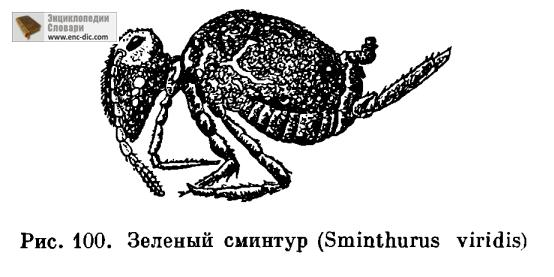 Энциклопедии
Словари
www.enc-dic.com
Рис. 100. Зеленый сминтур (Sminthurus viridis)